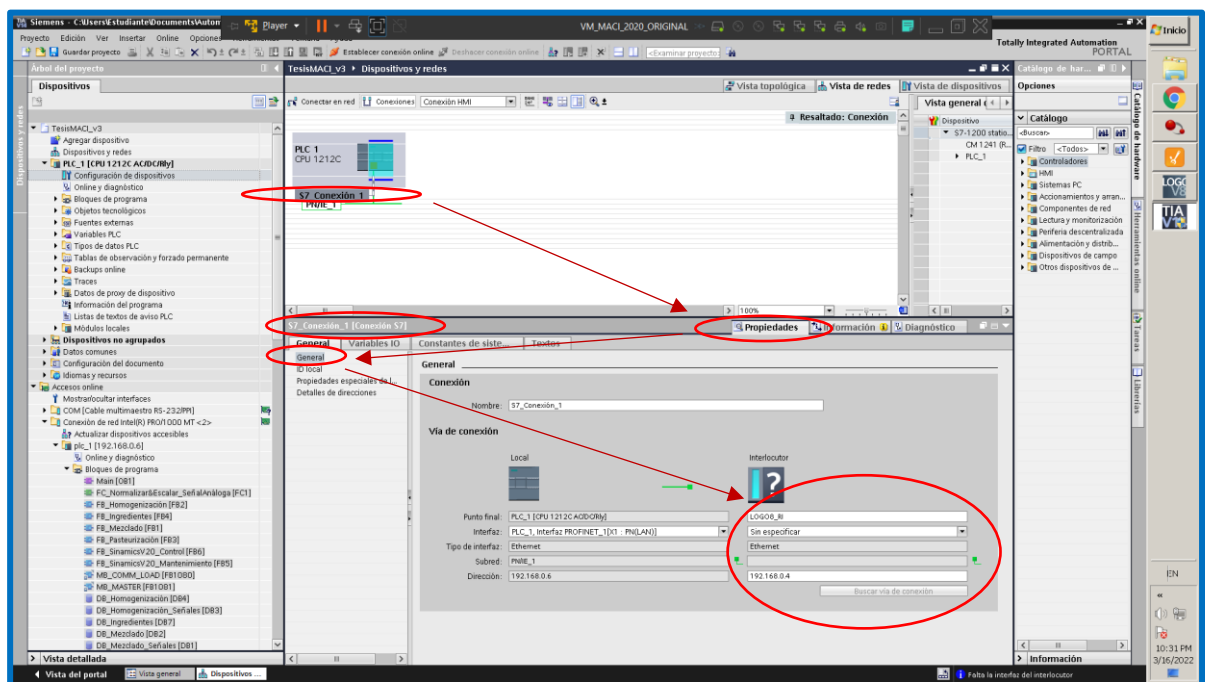 Siemens - C:\Users\Estudiante\Documents\Autom
Player
VM_MACI_2020_ORIGINAL
Inicio
Proyecto Edición Ver Insertar Online Opciones Herramientas
Totally Integrated Automation
PORTAL
Guardar proyecto
Establecer conexión online
Deshacer conexión online
<Examinar proyecto>
Árbol del proyecto
TesisMACI_v3 Dispositivos y redes
Catálogo de har...
Dispositivos
Vista topológica
Vista de redes
Vista de dispositivos
Opciones
Conectar en red
Conexiones
Conexión HMI
Vista general
Resaltado: Conexión
Dispositivo
S7-1200 statio...
CM 1241 (R...
PLC_1
Catálogo
<Buscar>
Filtro <Todos>
Controladores
HMI
Sistemas PC
Accionamientos y arran...
Componentes de red
Lectura y monitorización
Periferia descentralizada
Alimentación y distrib...
Dispositivos de campo
Otros dispositivos de ...
Dispositivos y redes
Catálogo de hardware
Herramientas online
Tareas
Librerías
TesisMACI_v3
Agregar dispositivo
Dispositivos y redes
PLC_1 [CPU 1212C AC/DC/Rly]
Configuración de dispositivos
Online y diagnóstico
Bloques de programa
Objetos tecnológicos
Fuentes externas
Variables PLC
Tipos de datos PLC
Tablas de observación y forzado permanente
Backups online
Traces
Datos de proxy de dispositivo
Información del programa
Listas de textos de aviso PLC
Módulos locales
Dispositivos no agrupados
Datos comunes
Configuración del documento
Idiomas y recursos
Accesos online
Mostrar/ocultar interfaces
COM [Cable multimaestro RS-232/PPI]
Conexión de red Intel(R) PRO/1000 MT <2>
Actualizar dispositivos accesibles
plc_1 [192.168.0.6]
Online y diagnóstico
Bloques de programa
Main [OB1]
FC_Normalizar&Escalar_SeñalAnáloga [FC1]
FB_Homogenización [FB2]
FB_Ingredientes [FB4]
FB_Mezclado [FB1]
FB_Pasteurización [FB3]
FB_SinamicsV20_Control [FB6]
FB_SinamicsV20_Mantenimiento [FB5]
MB_COMM_LOAD [FB1080]
MB_MASTER [FB1081]
DB_Homogenización [DB4]
DB_Homogenización_Señales [DB3]
DB_Ingredientes [DB7]
DB_Mezclado [DB2]
DB_Mezclado_Señales [DB1]
PLC 1
CPU 1212C
S7_Conexión_1
PN/IE_1
100%
S7_Conexión_1 [Conexión S7]
Propiedades
Información
Diagnóstico
General
Variables IO
Constantes de siste...
Textos
General
ID local
Propiedades especiales de l...
Detalles de direcciones
General
Conexión
Nombre: S7_Conexión_1
Vía de conexión
Local
Interlocutor
?
Punto final: PLC_1 [CPU 1212C AC/DC/Rly] LOGO8_RI
Interfaz: PLC_1, Interfaz PROFINET_1[X1 : PN(LAN)] Sin especificar
Tipo de interfaz: Ethernet Ethernet
Subred: PN/IE_1
Dirección: 192.168.0.6 192.168.0.4
Buscar vía de conexión
Vista detallada
Información
Vista del portal
Vista general
Dispositivos ...
Falta la interfaz del interlocutor
LOGO
V8
TIA
EN
10:31 PM
3/16/2022